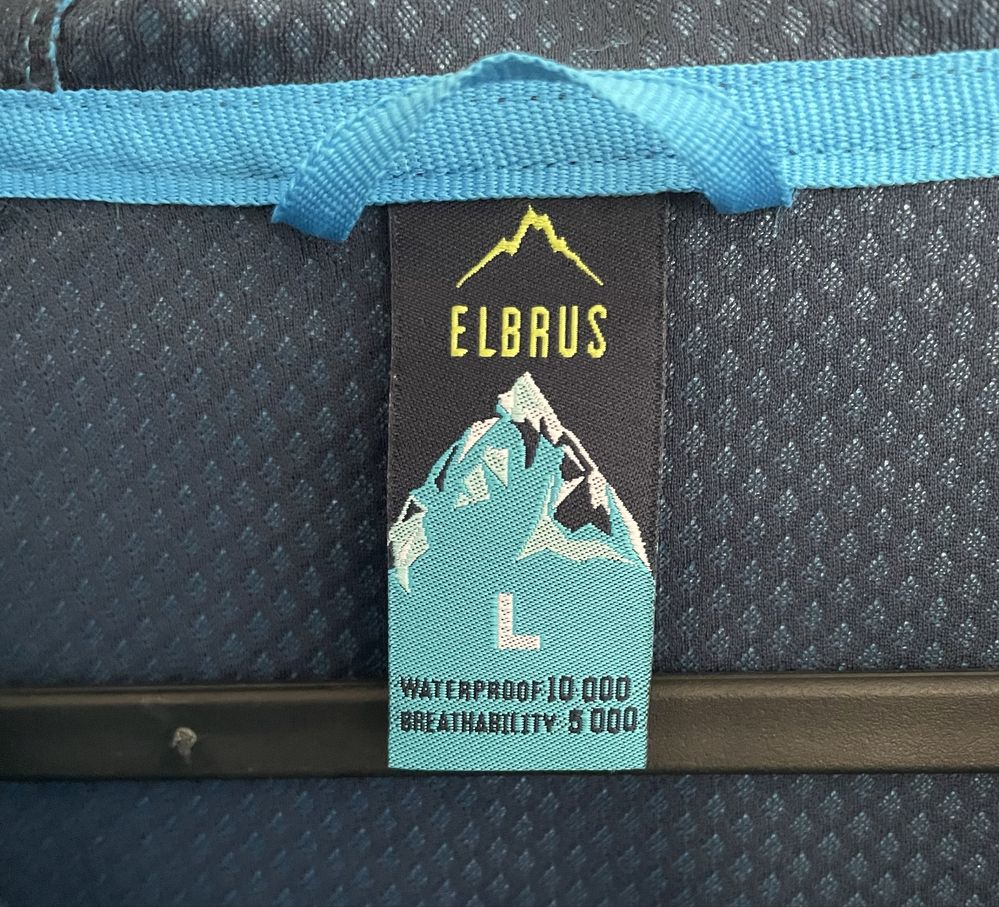 ELBRUS
L
WATERPROOF 10 000
BREATHABILITY 5 000